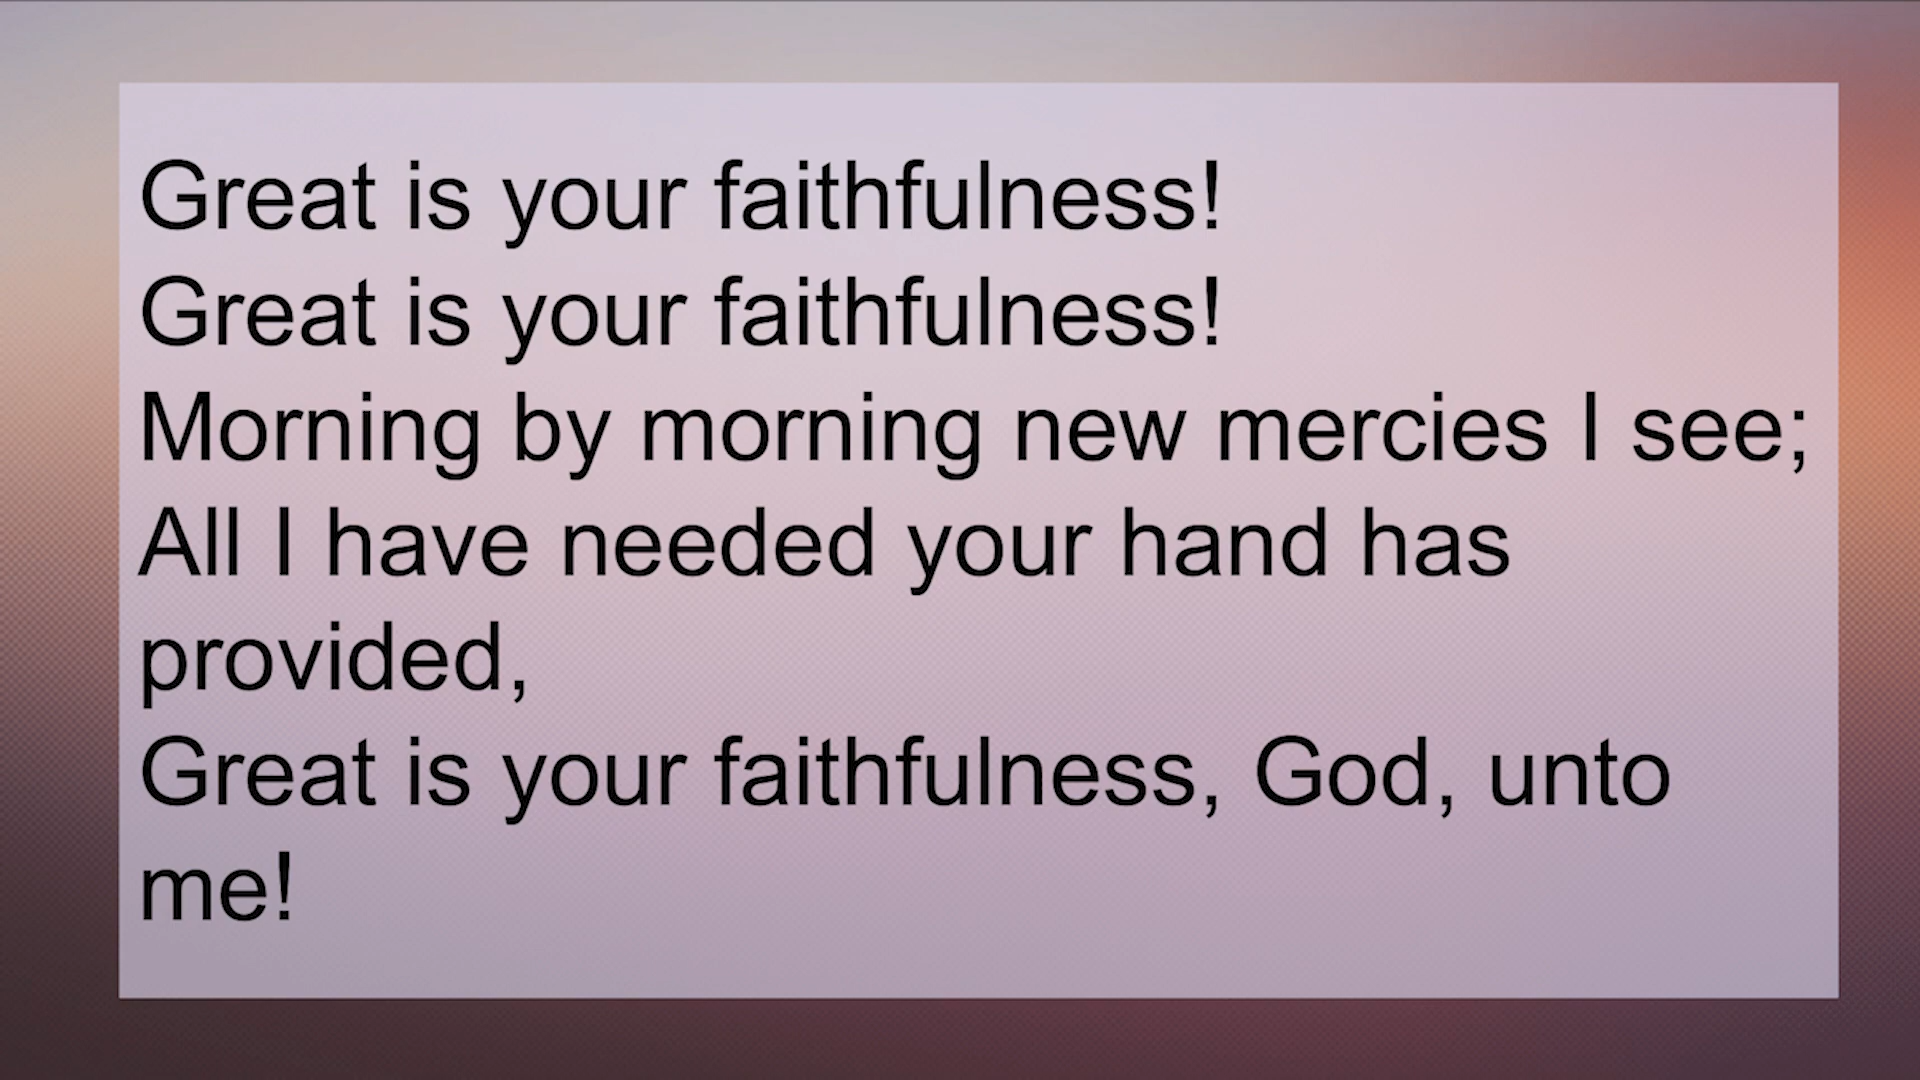 Great is your faithfulness!
Great is your faithfulness!
Morning by morning new mercies I see;
All I have needed your hand has
provided,
Great is your faithfulness, God, unto
me!